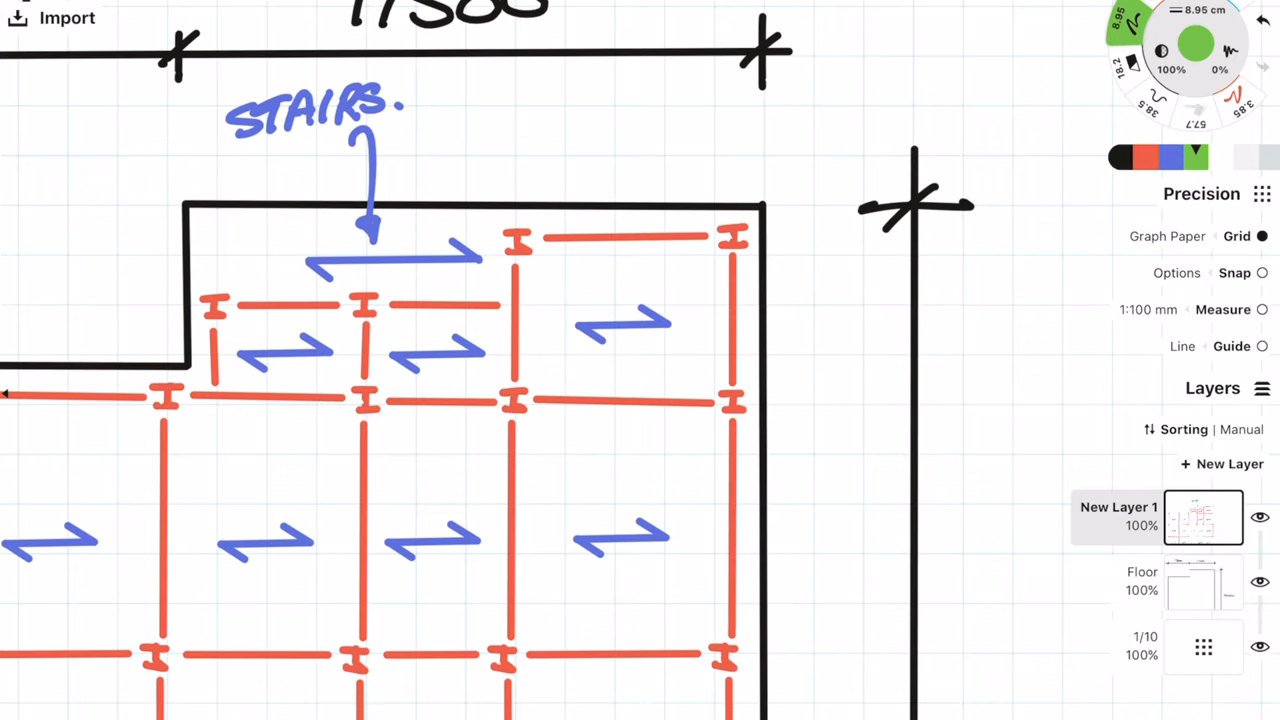 Import
STAIRS.
8.95 cm
8.95
100%
0%
18.2
38.5
57.7
3.85
Precision
Graph Paper Grid
Options Snap
1:100 mm Measure
Line Guide
Layers
Sorting | Manual
+ New Layer
New Layer 1
100%
Floor
100%
1/10
100%